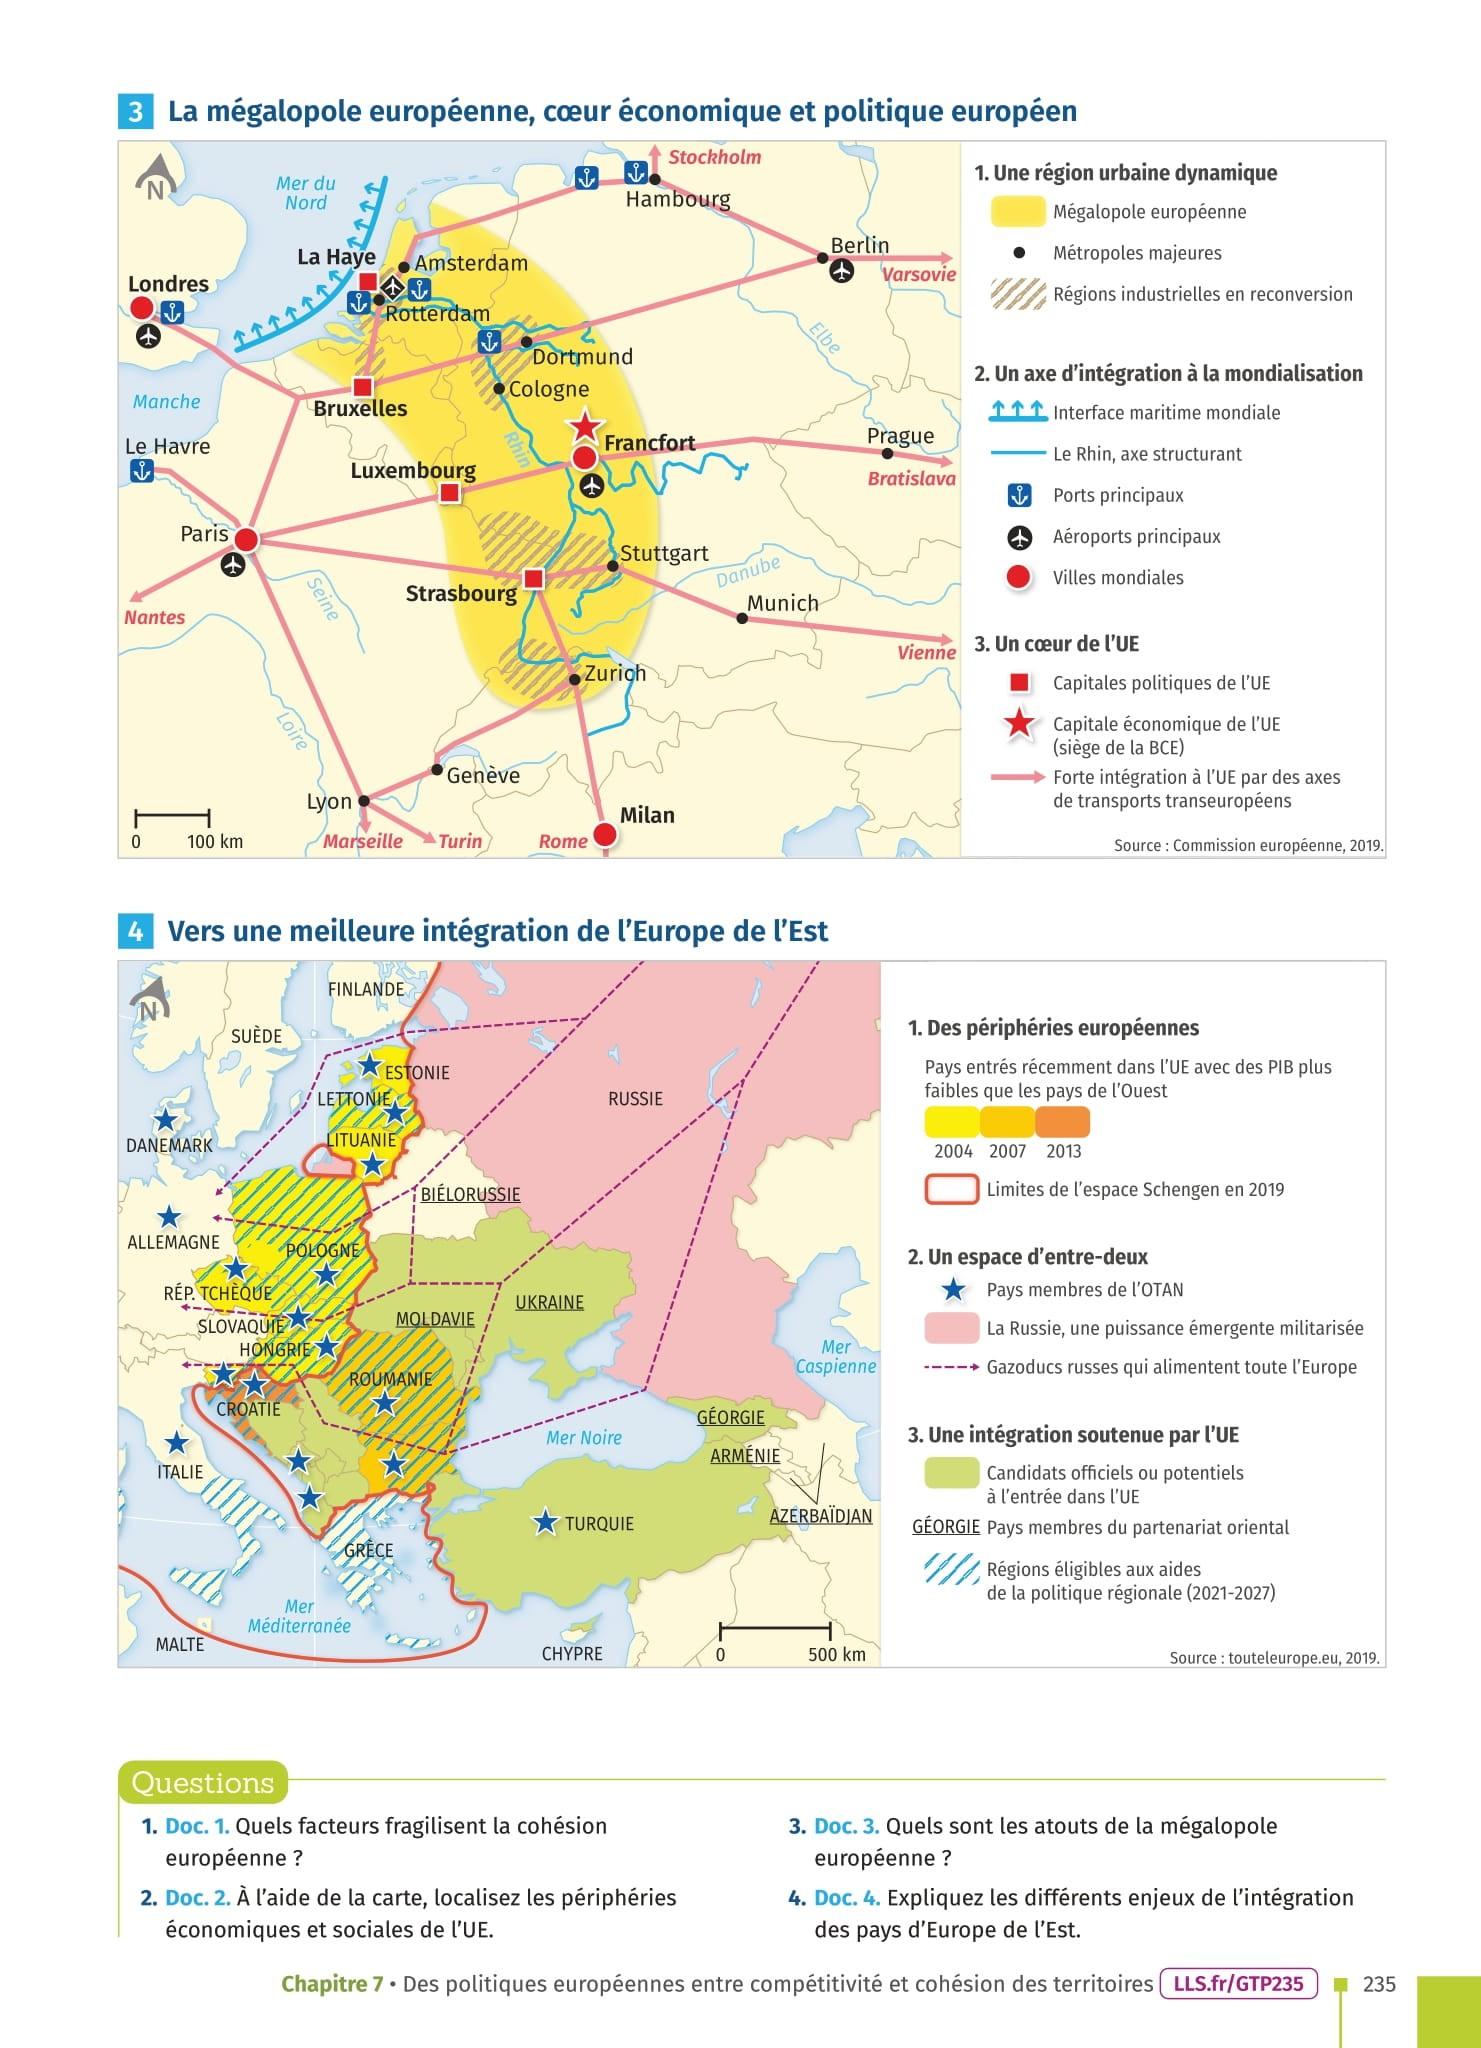 3 La mégalopole européenne, cœur économique et politique européen
N
Mer du
Nord
Stockholm
Hambourg
La Haye
Amsterdam
Berlin
Varsovie
Londres
Rotterdam
Elbe
Dortmund
Manche
Bruxelles
Cologne
Le Havre
Rhin
Francfort
Prague
Bratislava
Luxembourg
Paris
Stuttgart
Danube
Strasbourg
Seine
Munich
Nantes
Vienne
Zurich
Loire
Genève
Lyon
Milan
Marseille
Turin
Rome
0 100 km
1. Une région urbaine dynamique
Mégalopole européenne
Métropoles majeures
Régions industrielles en reconversion
2. Un axe d’intégration à la mondialisation
Interface maritime mondiale
Le Rhin, axe structurant
Ports principaux
Aéroports principaux
Villes mondiales
3. Un cœur de l’UE
Capitales politiques de l’UE
Capitale économique de l’UE
(siège de la BCE)
Forte intégration à l’UE par des axes
de transports transeuropéens
Source : Commission européenne, 2019.
4 Vers une meilleure intégration de l’Europe de l’Est
N
FINLANDE
SUÈDE
ESTONIE
LETTONIE
RUSSIE
LITUANIE
DANEMARK
BIÉLORUSSIE
ALLEMAGNE
POLOGNE
RÉP. TCHÈQUE
UKRAINE
SLOVAQUIE
MOLDAVIE
HONGRIE
Mer
Caspienne
ROUMANIE
CROATIE
GÉORGIE
Mer Noire
ARMÉNIE
ITALIE
AZERBAÏDJAN
TURQUIE
GRÈCE
Mer
Méditerranée
MALTE
CHYPRE
0 500 km
1. Des périphéries européennes
Pays entrés récemment dans l’UE avec des PIB plus
faibles que les pays de l’Ouest
2004 2007 2013
Limites de l’espace Schengen en 2019
2. Un espace d’entre-deux
Pays membres de l’OTAN
La Russie, une puissance émergente militarisée
Gazoducs russes qui alimentent toute l’Europe
3. Une intégration soutenue par l’UE
Candidats officiels ou potentiels
à l’entrée dans l’UE
GÉORGIE Pays membres du partenariat oriental
Régions éligibles aux aides
de la politique régionale (2021-2027)
Source : touteleurope.eu, 2019.
Questions
1. Doc. 1. Quels facteurs fragilisent la cohésion
européenne ?
2. Doc. 2. À l’aide de la carte, localisez les périphéries
économiques et sociales de l’UE.
3. Doc. 3. Quels sont les atouts de la mégalopole
européenne ?
4. Doc. 4. Expliquez les différents enjeux de l’intégration
des pays d’Europe de l’Est.
Chapitre 7 • Des politiques européennes entre compétitivité et cohésion des territoires LLS.fr/GTP235 235